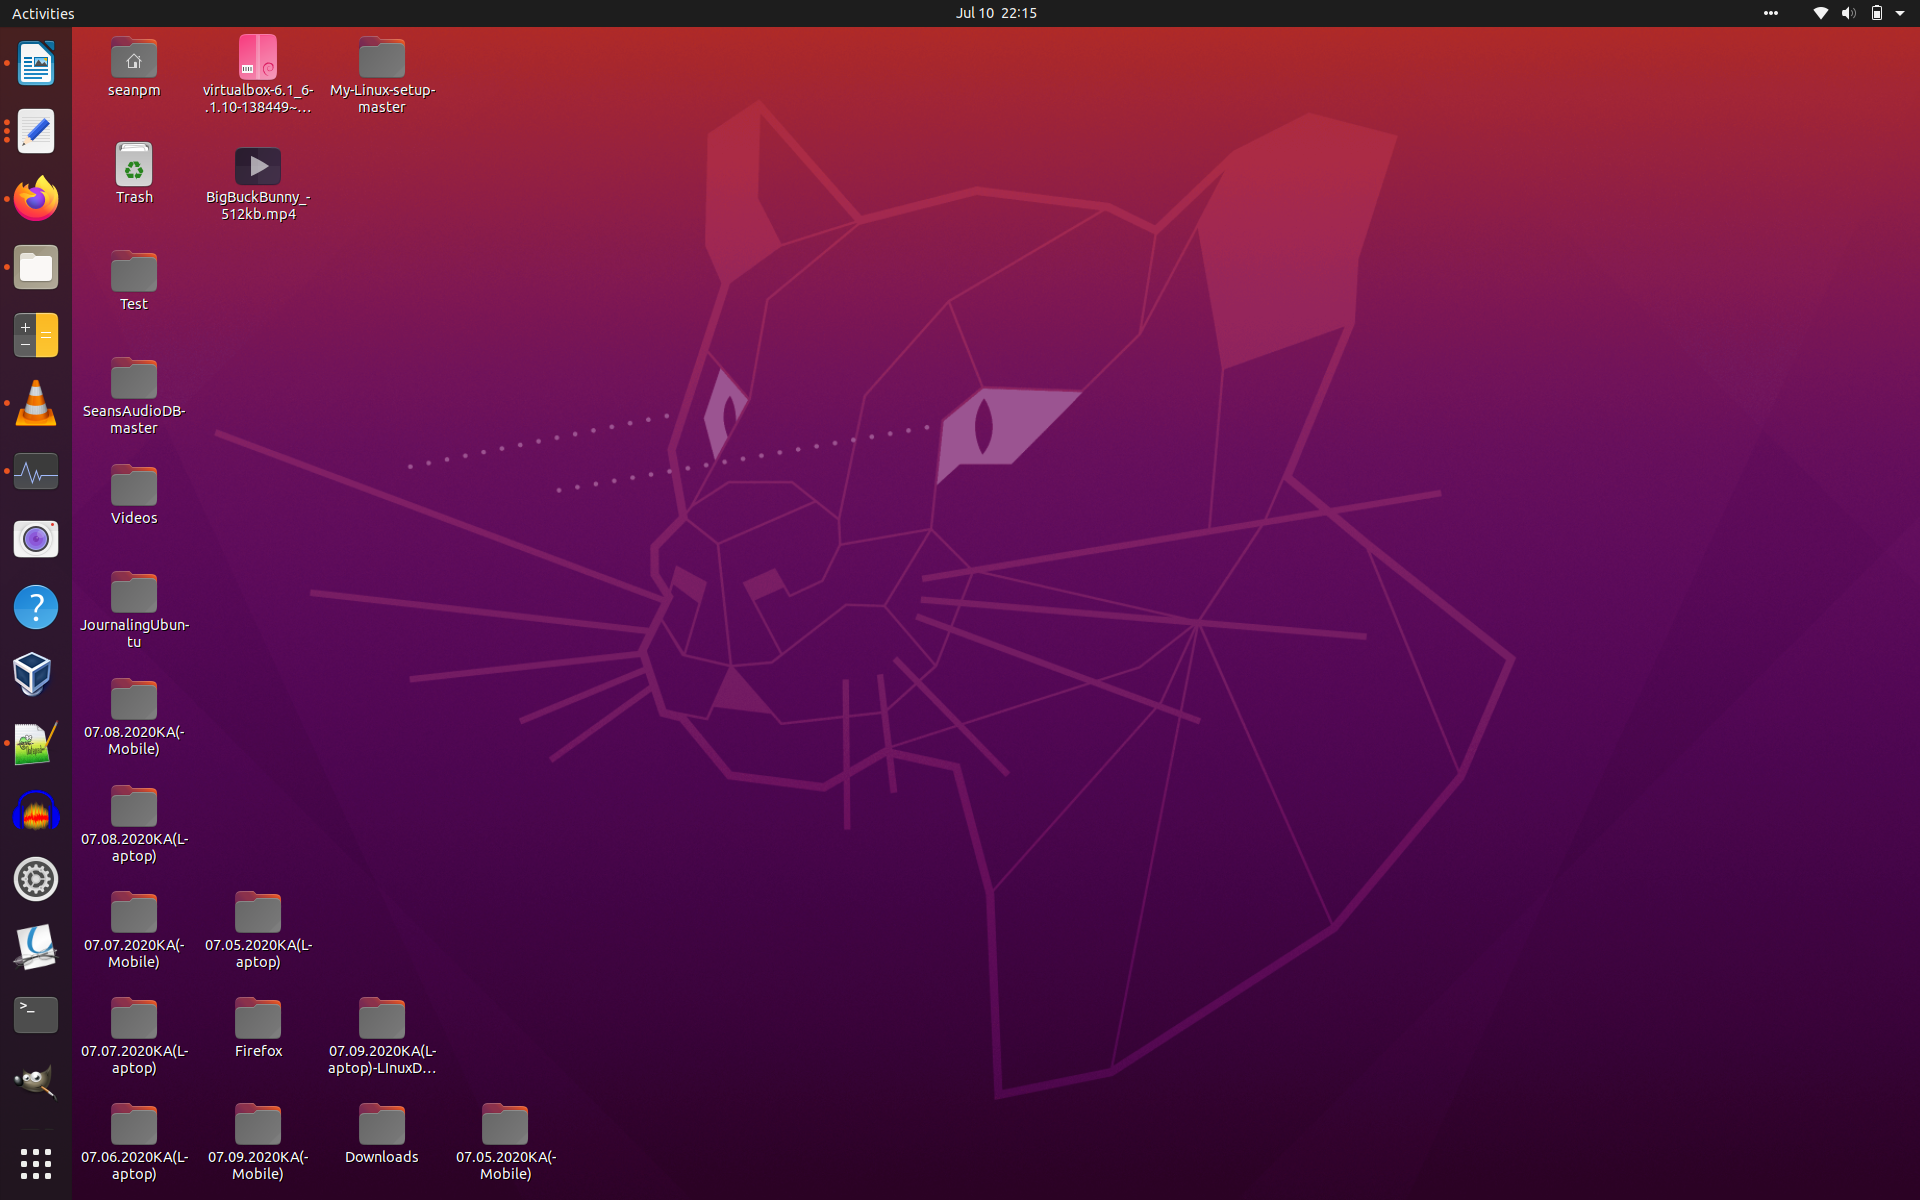 Activities
Jul 10 22:15
seanpm
virtualbox-6.1_6-
.1.10-138449~...
My-Linux-setup-
master
Trash
BigBuckBunny_-
512kb.mp4
Test
SeansAudioDB-
master
Videos
JournalingUbun-
tu
07.08.2020KA(-
Mobile)
07.08.2020KA(L-
aptop)
07.07.2020KA(-
Mobile)
07.05.2020KA(L-
aptop)
07.07.2020KA(L-
aptop)
Firefox
07.09.2020KA(L-
aptop)-LInuxD...
07.06.2020KA(L-
aptop)
07.09.2020KA(-
Mobile)
Downloads
07.05.2020KA(-
Mobile)